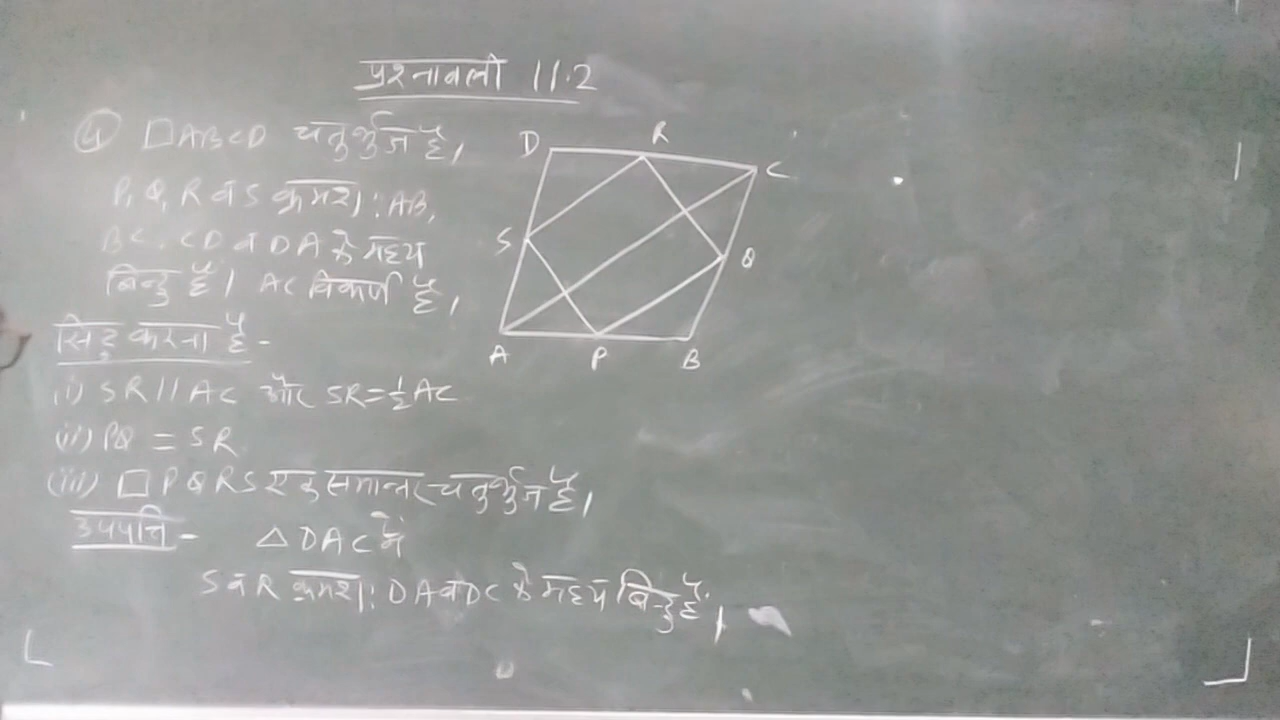 प्रश्नावली 11.2
④ □ABCD चतुर्भुज है,
P, Q, R व S क्रमशः AB,
BC, CD व DA के मध्य
बिन्दु हैं। AC विकर्ण है,
सिद्ध करना है -
(i) SR || AC और SR = 1/2 AC
(ii) PQ = SR
(iii) □ PQRS एक समान्तर चतुर्भुज है,
उपपत्ति - △DAC में
S व R क्रमशः DA व DC के मध्य बिन्दु हैं,
D R C
S Q
A P B